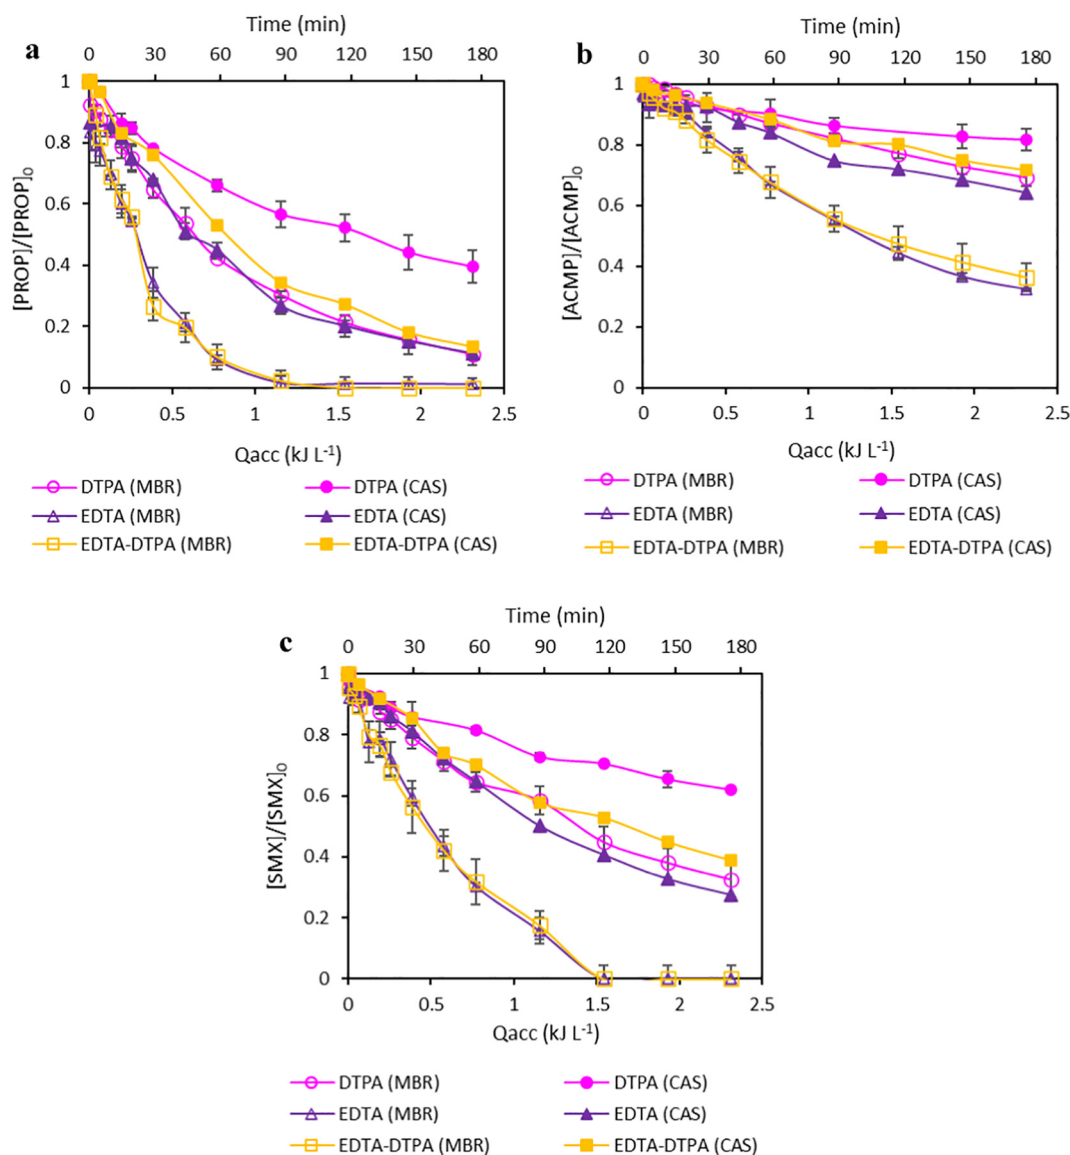 a
Time (min)
0 30 60 90 120 150 180
[PROP]/[PROP]₀
1
0.8
0.6
0.4
0.2
0
0 0.5 1 1.5 2 2.5
Qacc (kJ L⁻¹)
DTPA (MBR) DTPA (CAS)
EDTA (MBR) EDTA (CAS)
EDTA-DTPA (MBR) EDTA-DTPA (CAS)
b
Time (min)
0 30 60 90 120 150 180
[ACMP]/[ACMP]₀
1
0.8
0.6
0.4
0.2
0
0 0.5 1 1.5 2 2.5
Qacc (kJ L⁻¹)
DTPA (MBR) DTPA (CAS)
EDTA (MBR) EDTA (CAS)
EDTA-DTPA (MBR) EDTA-DTPA (CAS)
c
Time (min)
0 30 60 90 120 150 180
[SMX]/[SMX]₀
1
0.8
0.6
0.4
0.2
0
0 0.5 1 1.5 2 2.5
Qacc (kJ L⁻¹)
DTPA (MBR) DTPA (CAS)
EDTA (MBR) EDTA (CAS)
EDTA-DTPA (MBR) EDTA-DTPA (CAS)